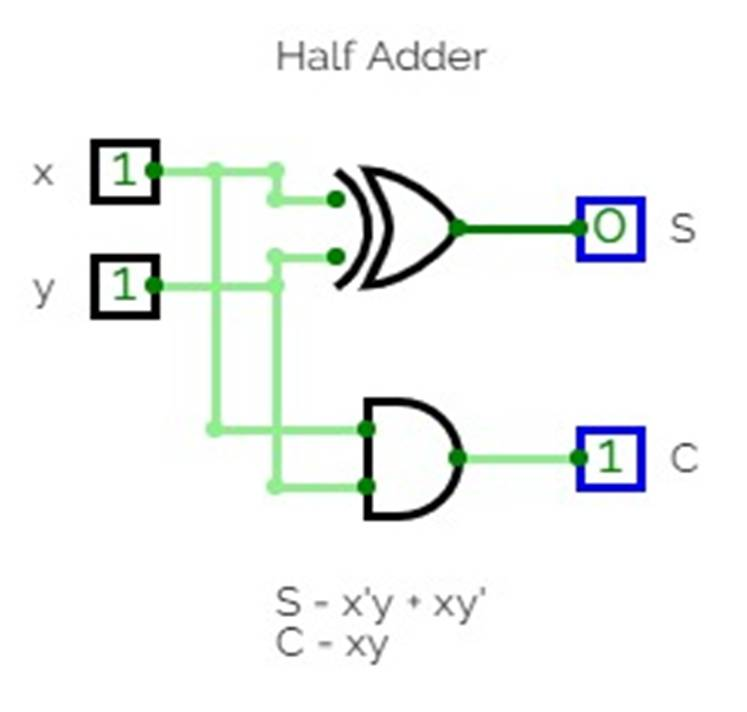 Half Adder
x 1
0 S
y 1
1 C
S - x'y + xy'
C - xy